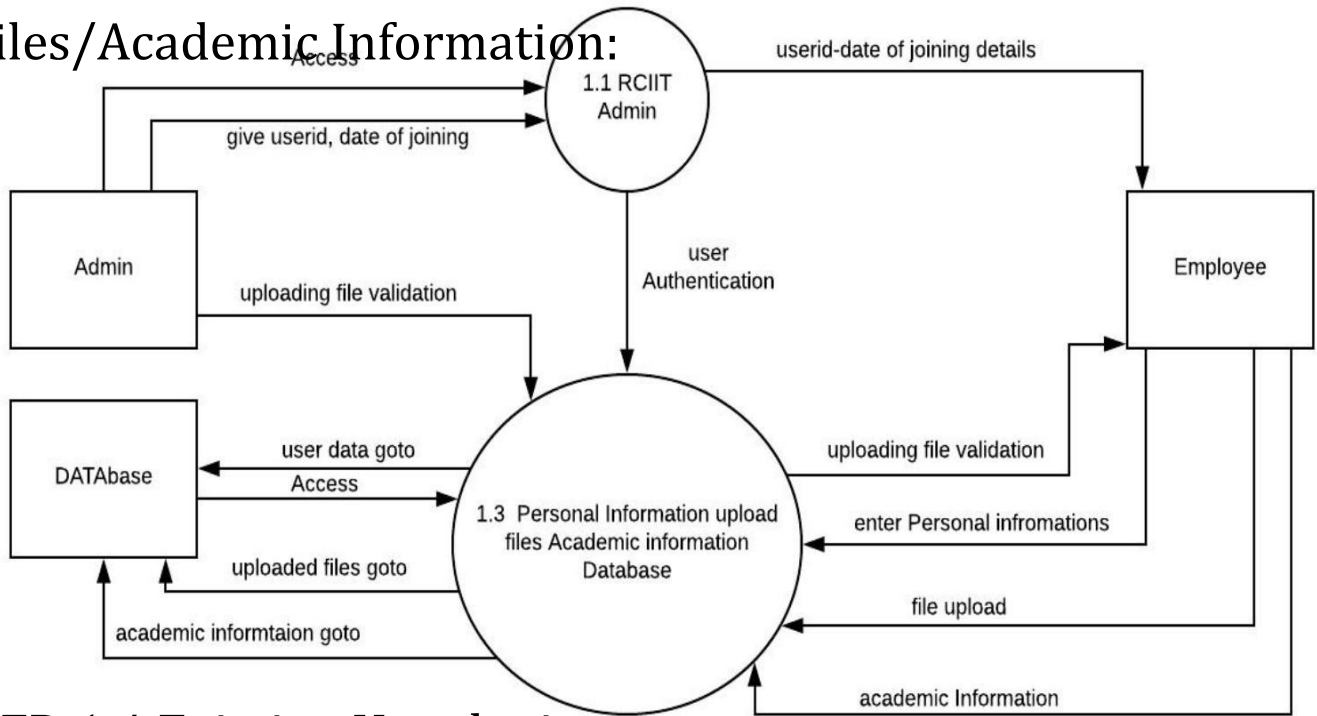 iles/Academic Information:
Access
userid-date of joining details
1.1 RCIIT
Admin
give userid, date of joining
Admin
user
Authentication
Employee
uploading file validation
DATAbase
user data goto
Access
uploading file validation
1.3 Personal Information upload
files Academic information
Database
enter Personal infromations
uploaded files goto
file upload
academic informtaion goto
academic Information